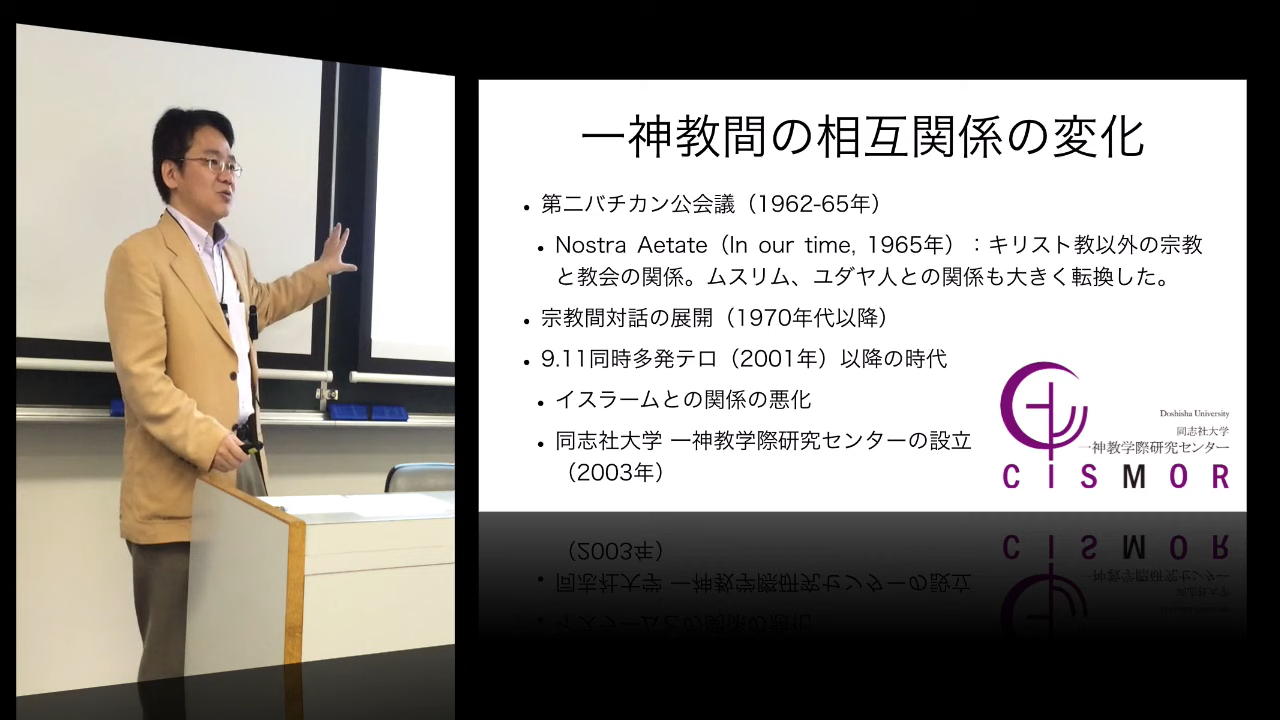 一神教間の相互関係の変化
• 第二バチカン公会議（1962-65年）
• Nostra Aetate（In our time, 1965年）：キリスト教以外の宗教
と教会の関係。ムスリム、ユダヤ人との関係も大きく転換した。
• 宗教間対話の展開（1970年代以降）
• 9.11同時多発テロ（2001年）以降の時代
• イスラームとの関係の悪化
• 同志社大学 一神教学際研究センターの設立
（2003年）
Doshisha University
同志社大学
一神教学際研究センター
CISMOR